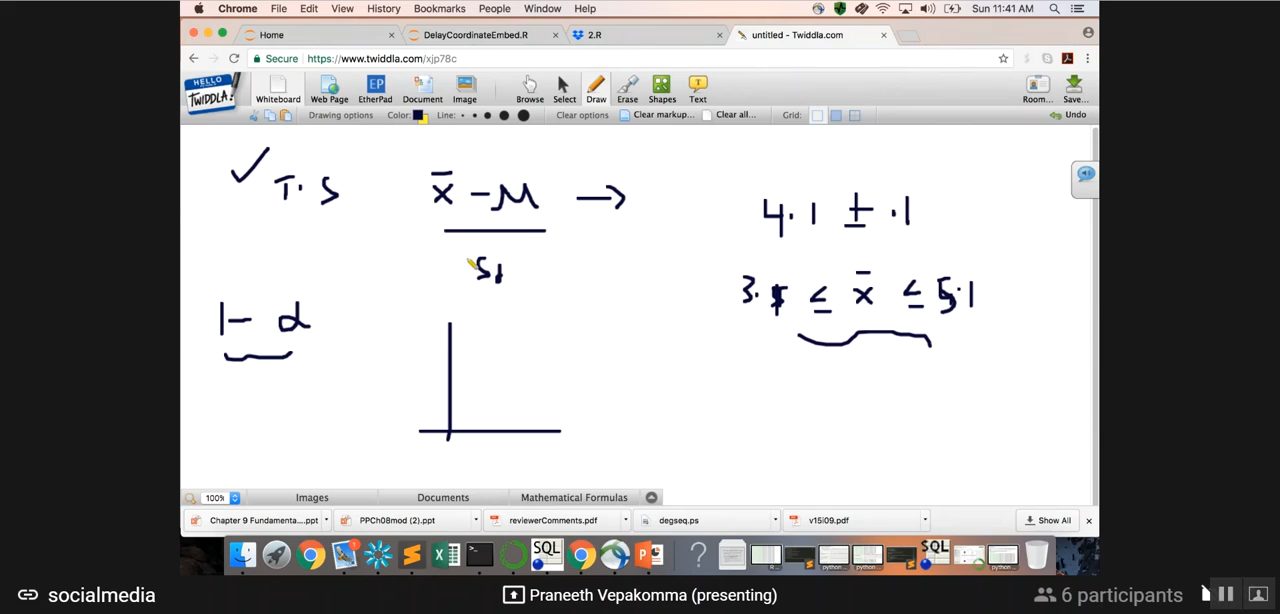 Chrome File Edit View History Bookmarks People Window Help Sun 11:41 AM
Home DelayCoordinateEmbed.R 2.R untitled - Twiddla.com
Secure https://www.twiddla.com/xjp78c
HELLO TWIDDLA! Whiteboard Web Page EtherPad Document Image Browse Select Draw Erase Shapes Text Room... Save...
Drawing options Color: Line: Clear options Clear markup... Clear all... Grid: Undo
T.S x̄ - μ →
4.1 ± .1
3. ≤ x̄ ≤ 5.1
1 - α
100% Images Documents Mathematical Formulas
Chapter 9 Fundamenta....ppt PPCh08mod (2).ppt reviewerComments.pdf degseq.ps v15i09.pdf Show All
SQL SQL
socialmedia Praneeth Vepakomma (presenting) 6 participants